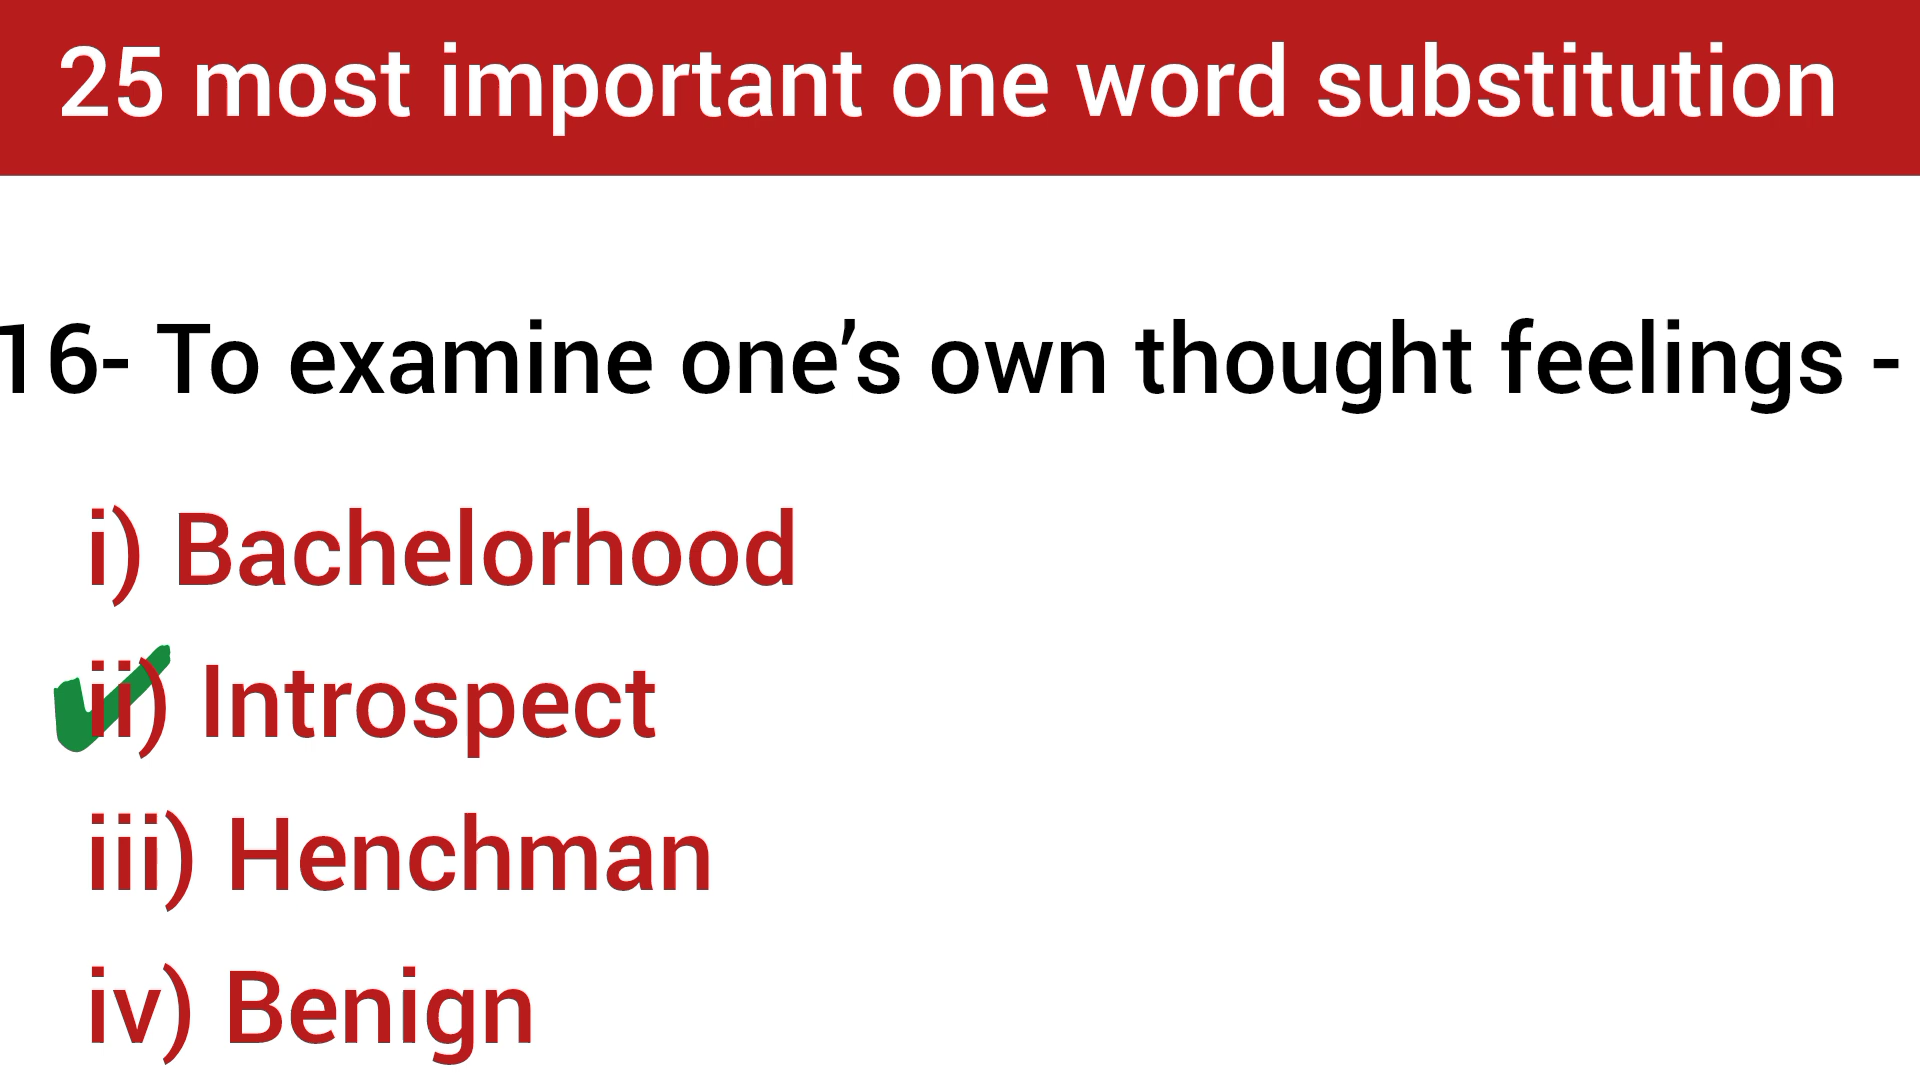 25 most important one word substitution
16- To examine one’s own thought feelings -
i) Bachelorhood
ii) Introspect
iii) Henchman
iv) Benign